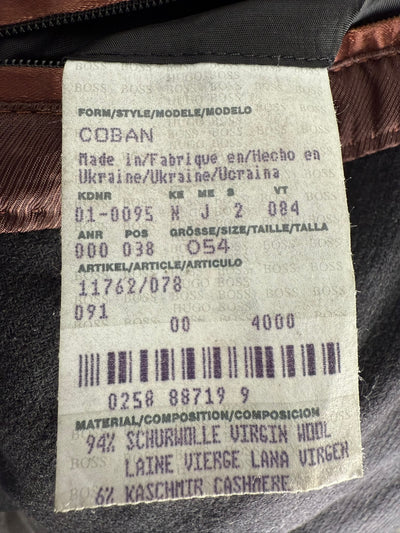 FORM/STYLE/MODELE/MODELO
COBAN
Made in/Fabrique en/Hecho en
Ukraine/Ukraine/Ucraina
KDNR KE ME S VT
01-0095 N J 2 084
ANR POS GRÖSSE/SIZE/TAILLE/TALLA
000 038 054
ARTIKEL/ARTICLE/ARTICULO
11762/078
091
00 4000
0258 88719 9
MATERIAL/COMPOSITION/COMPOSICION
94% SCHURWOLLE VIRGIN WOOL
LAINE VIERGE LANA VIRGEN
6% KASCHMIR CASHMERE